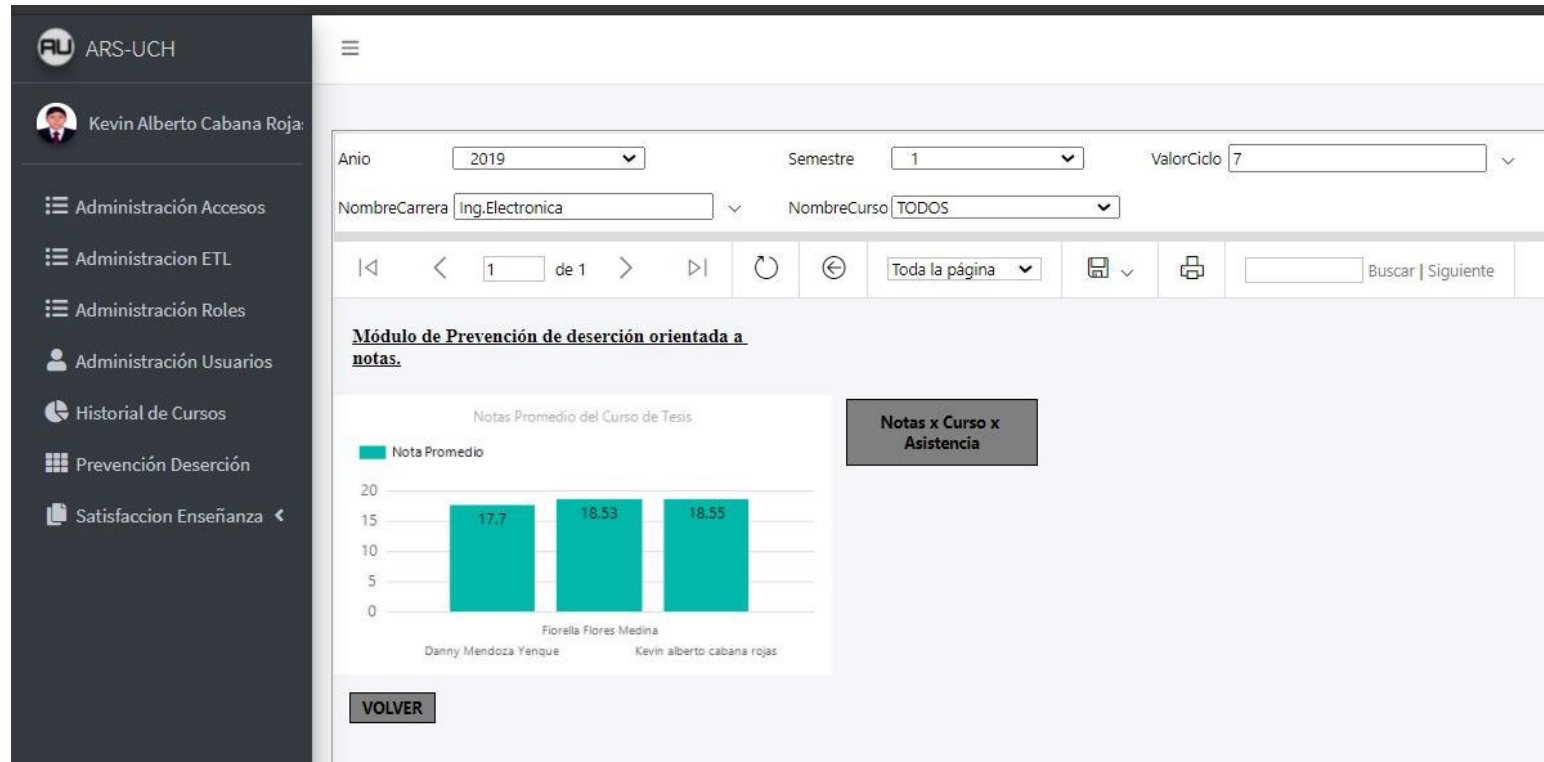 AU ARS-UCH
Kevin Alberto Cabana Roja
Administración Accesos
Administracion ETL
Administración Roles
Administración Usuarios
Historial de Cursos
Prevención Deserción
Satisfaccion Enseñanza
Anio 2019 Semestre 1 ValorCiclo 7
NombreCarrera Ing.Electronica NombreCurso TODOS
1 de 1 Toda la página Buscar | Siguiente
Módulo de Prevención de deserción orientada a
notas.
Notas Promedio del Curso de Tesis
Nota Promedio
20
15
10
5
0
17.7 18.53 18.55
Fiorella Flores Medina
Danny Mendoza Yenque Kevin alberto cabana rojas
Notas x Curso x
Asistencia
VOLVER